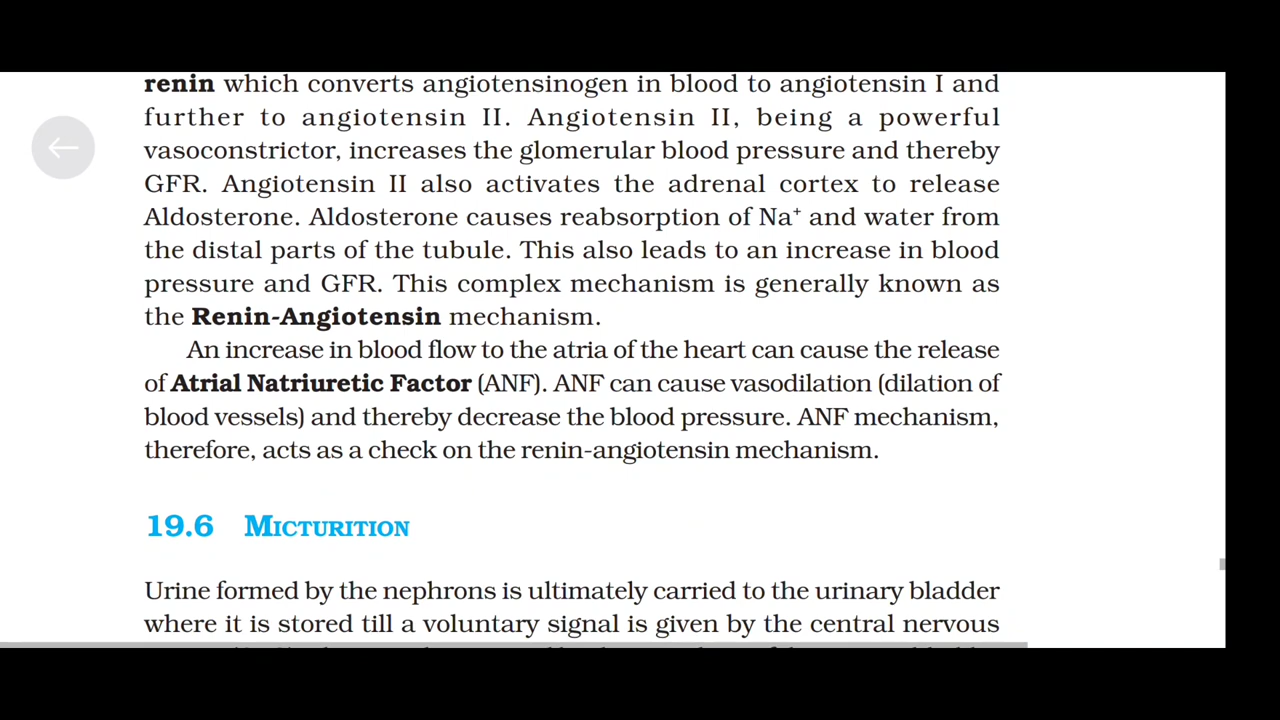 renin which converts angiotensinogen in blood to angiotensin I and
further to angiotensin II. Angiotensin II, being a powerful
vasoconstrictor, increases the glomerular blood pressure and thereby
GFR. Angiotensin II also activates the adrenal cortex to release
Aldosterone. Aldosterone causes reabsorption of Na⁺ and water from
the distal parts of the tubule. This also leads to an increase in blood
pressure and GFR. This complex mechanism is generally known as
the Renin-Angiotensin mechanism.
An increase in blood flow to the atria of the heart can cause the release
of Atrial Natriuretic Factor (ANF). ANF can cause vasodilation (dilation of
blood vessels) and thereby decrease the blood pressure. ANF mechanism,
therefore, acts as a check on the renin-angiotensin mechanism.
19.6 MICTURITION
Urine formed by the nephrons is ultimately carried to the urinary bladder
where it is stored till a voluntary signal is given by the central nervous